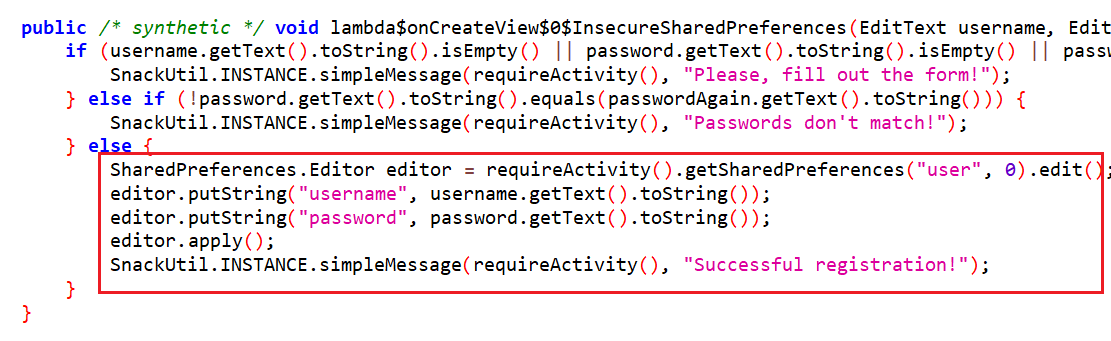 public /* synthetic */ void lambda$onCreateView$0$InsecureSharedPreferences(EditText username, Edit
if (username.getText().toString().isEmpty() || password.getText().toString().isEmpty() || passw
SnackUtil.INSTANCE.simpleMessage(requireActivity(), "Please, fill out the form!");
} else if (!password.getText().toString().equals(passwordAgain.getText().toString())) {
SnackUtil.INSTANCE.simpleMessage(requireActivity(), "Passwords don't match!");
} else {
SharedPreferences.Editor editor = requireActivity().getSharedPreferences("user", 0).edit();
editor.putString("username", username.getText().toString());
editor.putString("password", password.getText().toString());
editor.apply();
SnackUtil.INSTANCE.simpleMessage(requireActivity(), "Successful registration!");
}
}